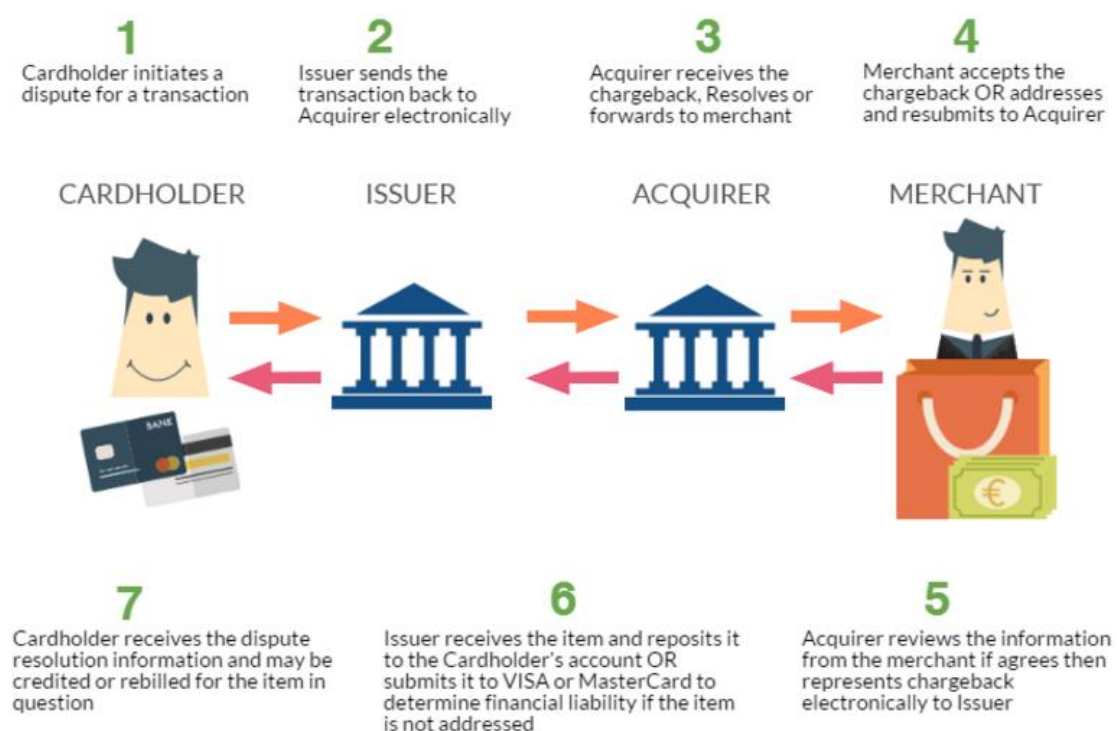 1
Cardholder initiates a
dispute for a transaction
2
Issuer sends the
transaction back to
Acquirer electronically
3
Acquirer receives the
chargeback, Resolves or
forwards to merchant
4
Merchant accepts the
chargeback OR addresses
and resubmits to Acquirer
CARDHOLDER
ISSUER
ACQUIRER
MERCHANT
BANK
€
7
Cardholder receives the dispute
resolution information and may be
credited or rebilled for the item in
question
6
Issuer receives the item and reposits it
to the Cardholder's account OR
submits it to VISA or MasterCard to
determine financial liability if the item
is not addressed
5
Acquirer reviews the information
from the merchant if agrees then
represents chargeback
electronically to Issuer